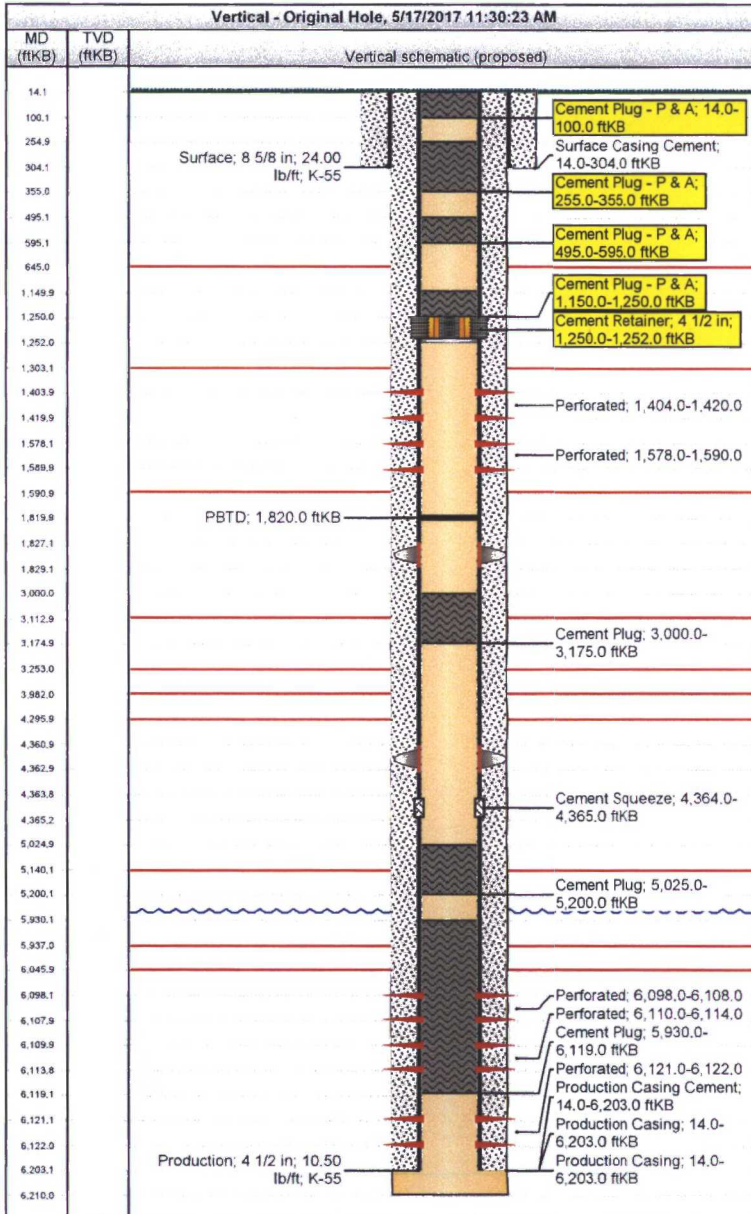 Vertical - Original Hole, 5/17/2017 11:30:23 AM
MD (ftKB)
TVD (ftKB)
Vertical schematic (proposed)
14.1
100.1
254.9
304.1
355.0
495.1
595.1
645.0
1,149.9
1,250.0
1,252.0
1,303.1
1,403.9
1,419.9
1,578.1
1,589.9
1,590.9
1,819.9
1,827.1
1,829.1
3,000.0
3,112.9
3,174.9
3,253.0
3,982.0
4,295.9
4,360.9
4,362.9
4,363.8
4,365.2
5,024.9
5,140.1
5,200.1
5,930.1
5,937.0
6,045.9
6,098.1
6,107.9
6,109.9
6,113.8
6,119.1
6,121.1
6,122.0
6,203.1
6,210.0
Surface; 8 5/8 in; 24.00
lb/ft; K-55
PBTD; 1,820.0 ftKB
Production; 4 1/2 in; 10.50
lb/ft; K-55
Cement Plug - P & A; 14.0-
100.0 ftKB
Surface Casing Cement;
14.0-304.0 ftKB
Cement Plug - P & A;
255.0-355.0 ftKB
Cement Plug - P & A;
495.0-595.0 ftKB
Cement Plug - P & A;
1,150.0-1,250.0 ftKB
Cement Retainer; 4 1/2 in;
1,250.0-1,252.0 ftKB
Perforated; 1,404.0-1,420.0
Perforated; 1,578.0-1,590.0
Cement Plug; 3,000.0-
3,175.0 ftKB
Cement Squeeze; 4,364.0-
4,365.0 ftKB
Cement Plug; 5,025.0-
5,200.0 ftKB
Perforated; 6,098.0-6,108.0
Perforated; 6,110.0-6,114.0
Cement Plug; 5,930.0-
6,119.0 ftKB
Perforated; 6,121.0-6,122.0
Production Casing Cement;
14.0-6,203.0 ftKB
Production Casing; 14.0-
6,203.0 ftKB
Production Casing; 14.0-
6,203.0 ftKB